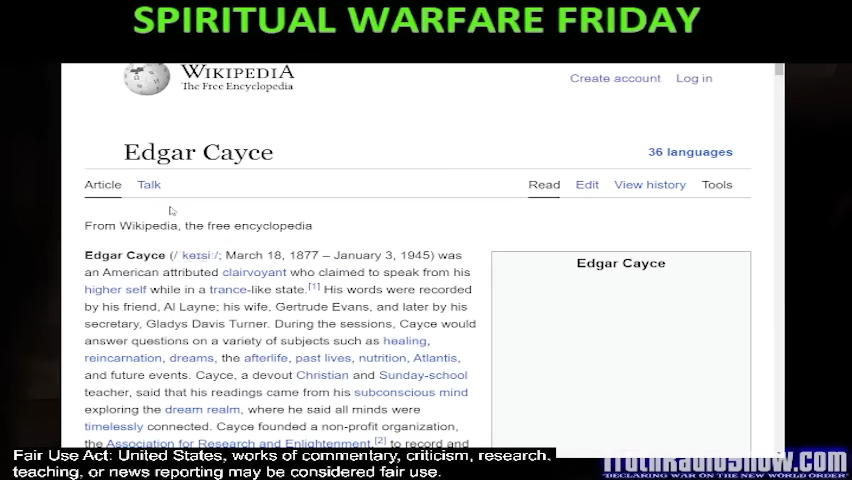 SPIRITUAL WARFARE FRIDAY
WIKIPEDIA
The Free Encyclopedia
Create account Log in
Edgar Cayce
36 languages
Article Talk
Read Edit View history Tools
From Wikipedia, the free encyclopedia
Edgar Cayce (/ˈkeɪsiː/; March 18, 1877 – January 3, 1945) was
an American attributed clairvoyant who claimed to speak from his
higher self while in a trance-like state.[1] His words were recorded
by his friend, Al Layne; his wife, Gertrude Evans, and later by his
secretary, Gladys Davis Turner. During the sessions, Cayce would
answer questions on a variety of subjects such as healing,
reincarnation, dreams, the afterlife, past lives, nutrition, Atlantis,
and future events. Cayce, a devout Christian and Sunday-school
teacher, said that his readings came from his subconscious mind
exploring the dream realm, where he said all minds were
timelessly connected. Cayce founded a non-profit organization,
the Association for Research and Enlightenment,[2] to record and
Edgar Cayce
Fair Use Act: United States, works of commentary, criticism, research,
teaching, or news reporting may be considered fair use.
TruthRadioShow.com
DECLARING WAR ON THE NEW WORLD ORDER